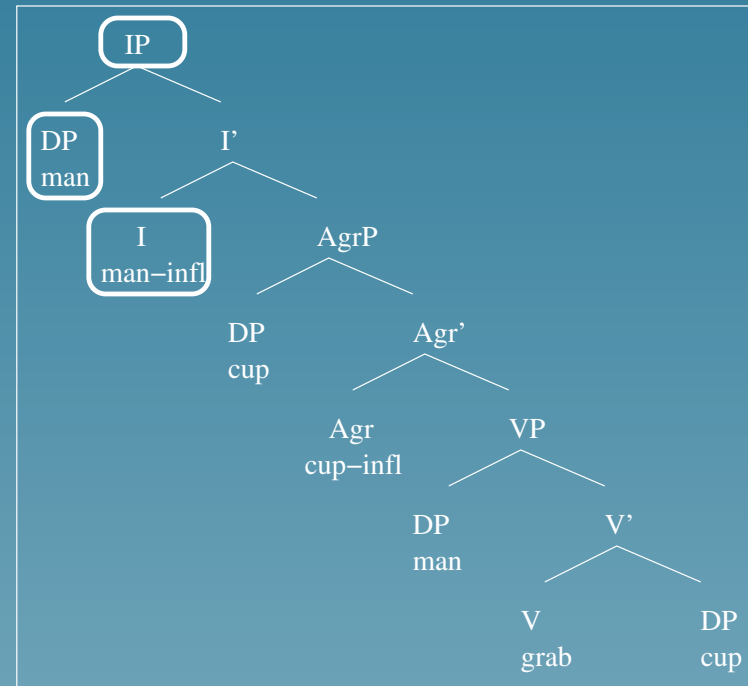 IP
DP I’
man
I AgrP
man−infl
DP Agr’
cup
Agr VP
cup−infl
DP V’
man
V DP
grab cup